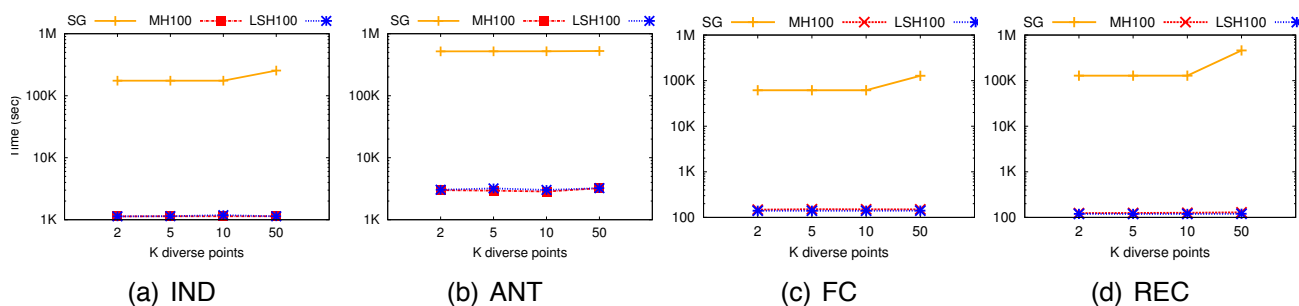 SG MH100 LSH100
1M
100K
10K
1K
Time (sec)
2 5 10 50
K diverse points
(a) IND
SG MH100 LSH100
1M
100K
10K
1K
2 5 10 50
K diverse points
(b) ANT
SG MH100 LSH100
1M
100K
10K
1K
100
2 5 10 50
K diverse points
(c) FC
SG MH100 LSH100
1M
100K
10K
1K
100
2 5 10 50
K diverse points
(d) REC